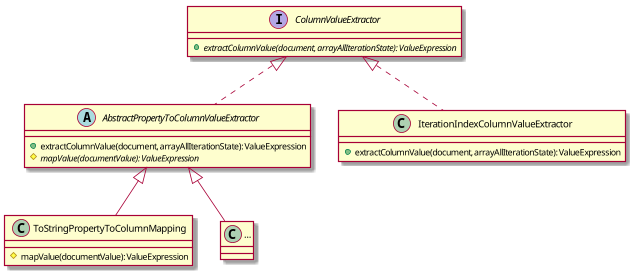 I ColumnValueExtractor
extractColumnValue(document, arrayAllIterationState): ValueExpression
A AbstractPropertyToColumnValueExtractor
extractColumnValue(document, arrayAllIterationState): ValueExpression
mapValue(documentValue): ValueExpression
C IterationIndexColumnValueExtractor
extractColumnValue(document, arrayAllIterationState): ValueExpression
C ToStringPropertyToColumnMapping
mapValue(documentValue): ValueExpression
C ...